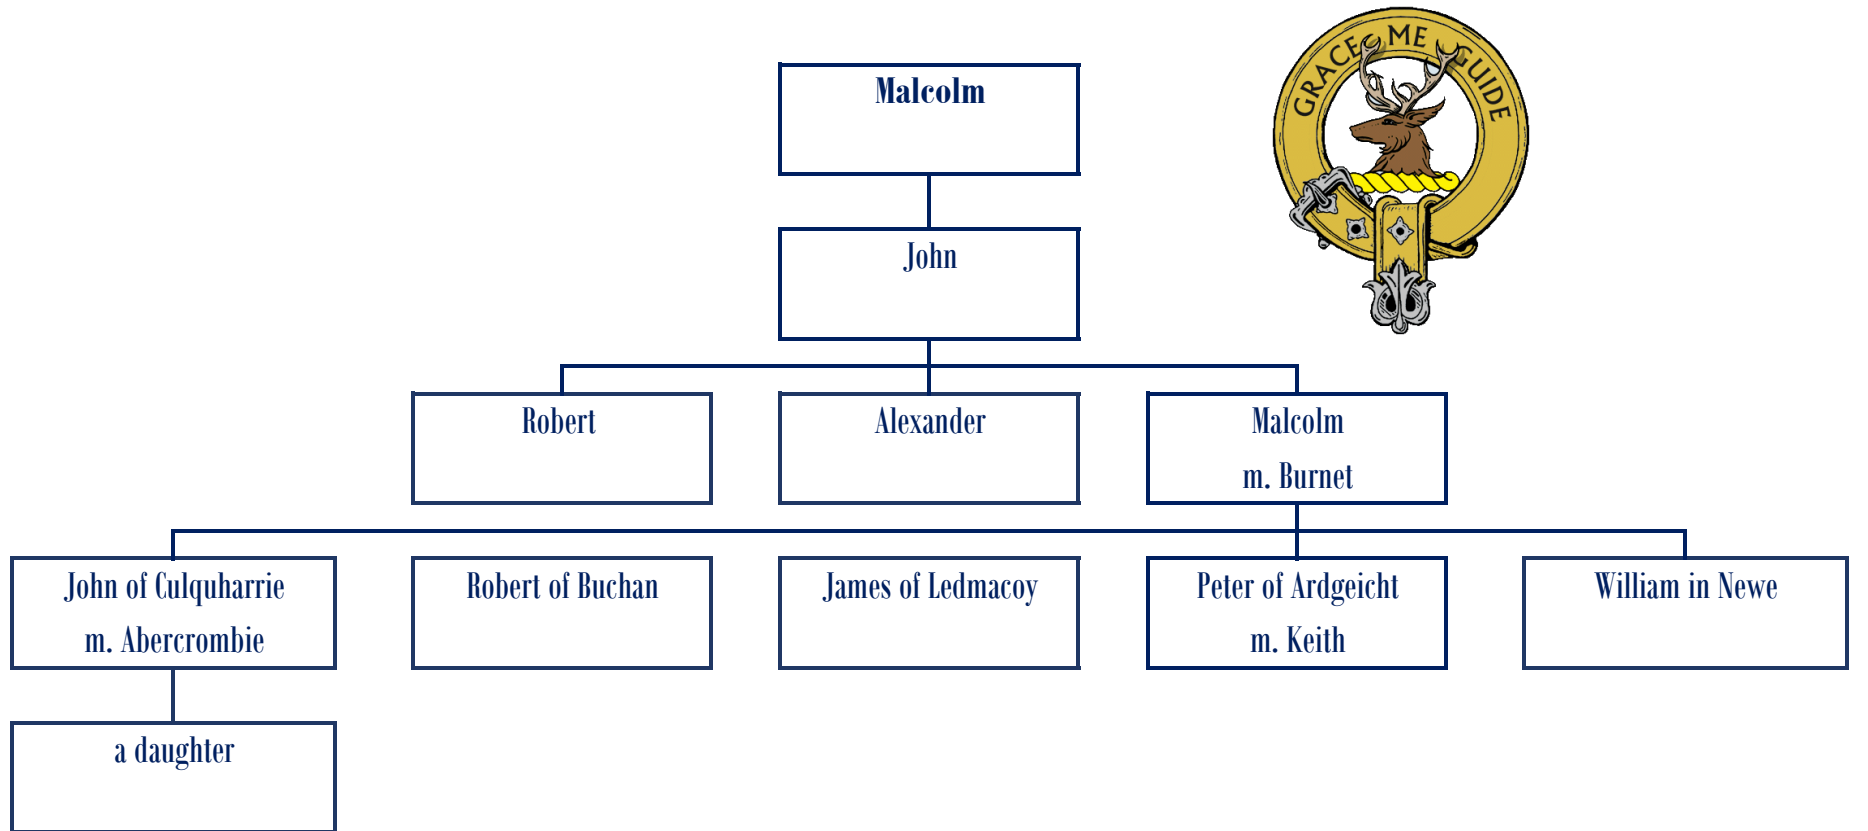 GRACE ME GUIDE
Malcolm
John
Robert
Alexander
Malcolm
m. Burnet
John of Culquharrie
m. Abercrombie
Robert of Buchan
James of Ledmacoy
Peter of Ardgeicht
m. Keith
William in Newe
a daughter